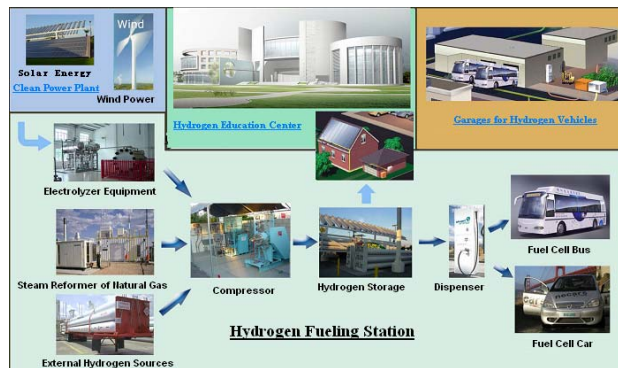 Wind
Solar Energy
Clean Power Plant
Wind Power
Hydrogen Education Center
Garages for Hydrogen Vehicles
Electrolyzer Equipment
Steam Reformer of Natural Gas
Compressor
Hydrogen Storage
Dispenser
Fuel Cell Bus
External Hydrogen Sources
Hydrogen Fueling Station
Fuel Cell Car